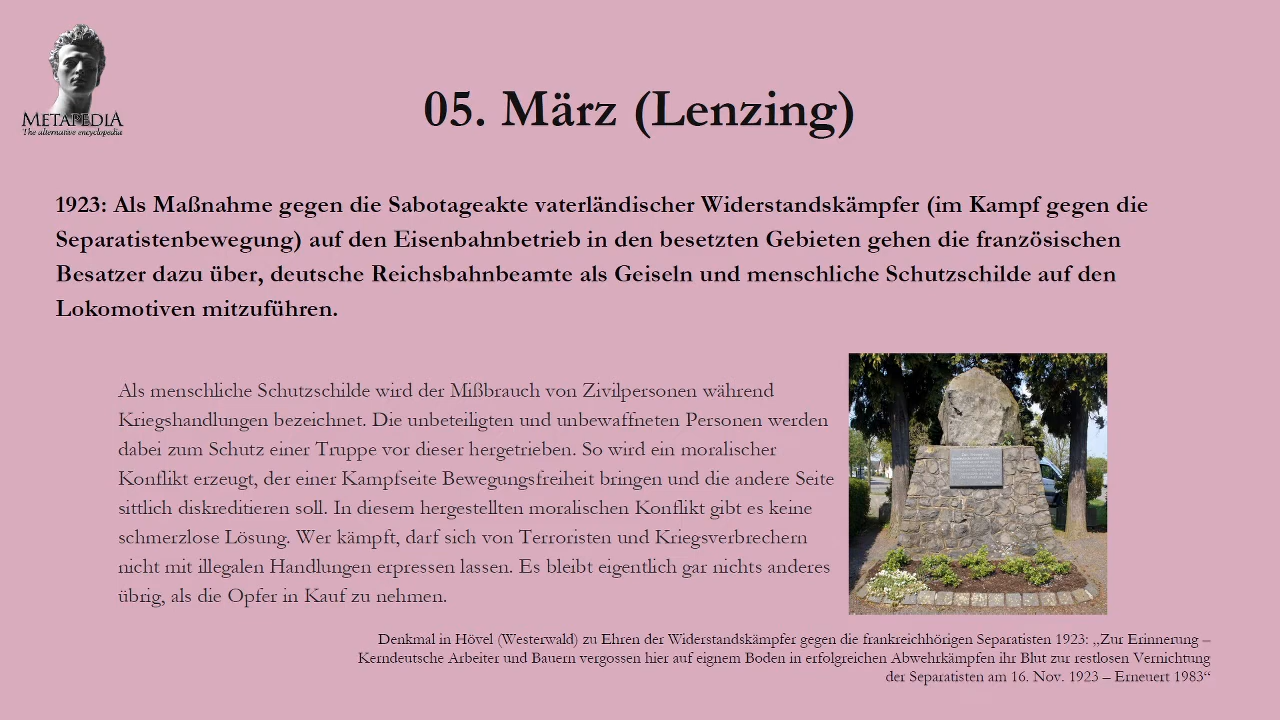 METAPEDIA
The alternative encyclopedia
05. März (Lenzing)
1923: Als Maßnahme gegen die Sabotageakte vaterländischer Widerstandskämpfer (im Kampf gegen die
Separatistenbewegung) auf den Eisenbahnbetrieb in den besetzten Gebieten gehen die französischen
Besatzer dazu über, deutsche Reichsbahnbeamte als Geiseln und menschliche Schutzschilde auf den
Lokomotiven mitzuführen.
Als menschliche Schutzschilde wird der Mißbrauch von Zivilpersonen während
Kriegshandlungen bezeichnet. Die unbeteiligten und unbewaffneten Personen werden
dabei zum Schutz einer Truppe vor dieser hergetrieben. So wird ein moralischer
Konflikt erzeugt, der einer Kampfseite Bewegungsfreiheit bringen und die andere Seite
sittlich diskreditieren soll. In diesem hergestellten moralischen Konflikt gibt es keine
schmerzlose Lösung. Wer kämpft, darf sich von Terroristen und Kriegsverbrechern
nicht mit illegalen Handlungen erpressen lassen. Es bleibt eigentlich gar nichts anderes
übrig, als die Opfer in Kauf zu nehmen.
Denkmal in Hövel (Westerwald) zu Ehren der Widerstandskämpfer gegen die frankreichhörigen Separatisten 1923: „Zur Erinnerung –
Kerndeutsche Arbeiter und Bauern vergossen hier auf eignem Boden in erfolgreichen Abwehrkämpfen ihr Blut zur restlosen Vernichtung
der Separatisten am 16. Nov. 1923 – Erneuert 1983“